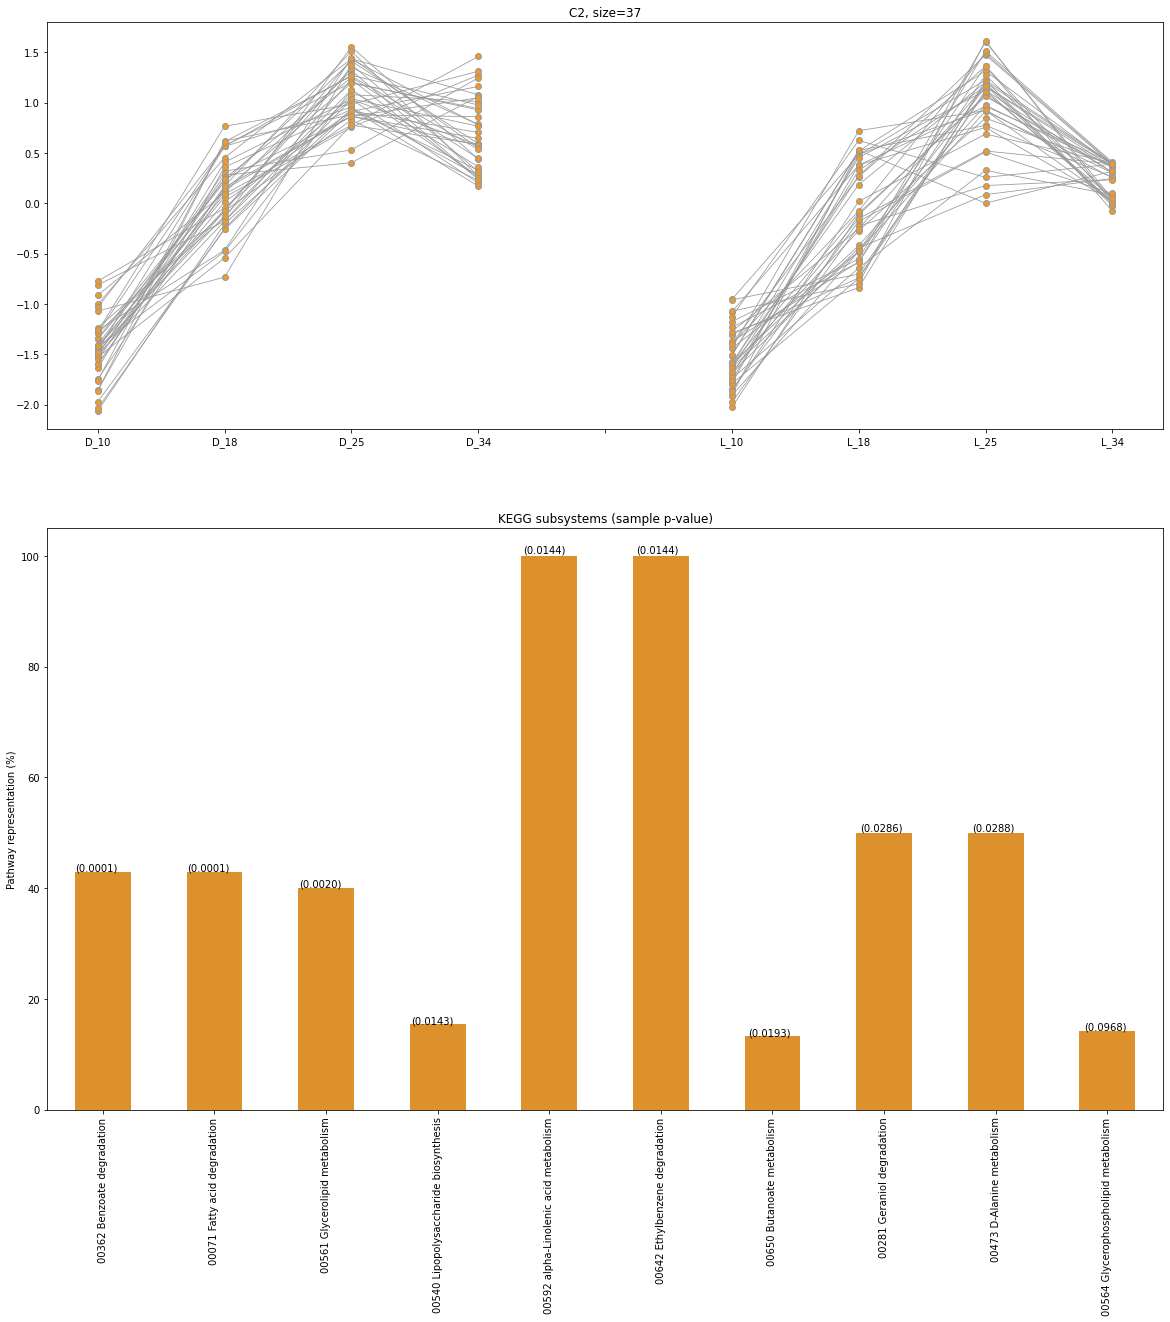 C2, size=37
1.5
1.0
0.5
0.0
−0.5
−1.0
−1.5
−2.0
D_10 D_18 D_25 D_34 L_10 L_18 L_25 L_34
KEGG subsystems (sample p-value)
Pathway representation (%)
100
80
60
40
20
0
(0.0001)
(0.0001)
(0.0020)
(0.0143)
(0.0144)
(0.0144)
(0.0193)
(0.0286)
(0.0288)
(0.0968)
00362 Benzoate degradation
00071 Fatty acid degradation
00561 Glycerolipid metabolism
00540 Lipopolysaccharide biosynthesis
00592 alpha-Linolenic acid metabolism
00642 Ethylbenzene degradation
00650 Butanoate metabolism
00281 Geraniol degradation
00473 D-Alanine metabolism
00564 Glycerophospholipid metabolism